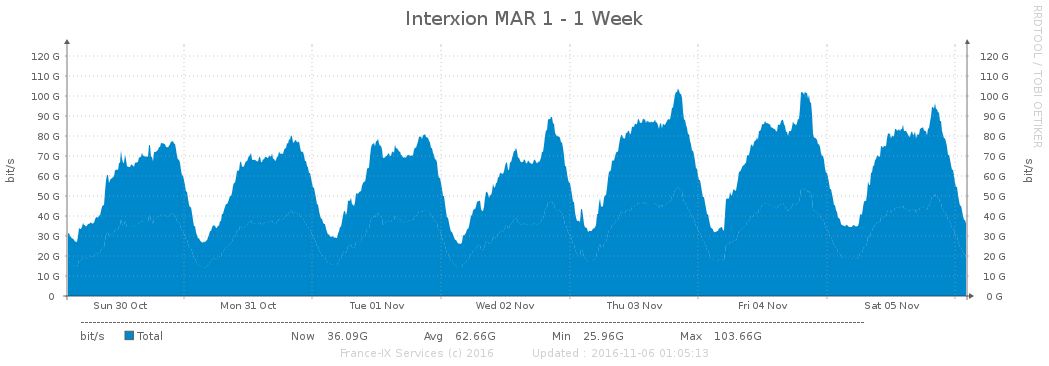 Interxion MAR 1 - 1 Week
RRDTOOL / TOBI OETIKER
bit/s
120 G 120 G
110 G 110 G
100 G 100 G
90 G 90 G
80 G 80 G
70 G 70 G
60 G 60 G
50 G 50 G
40 G 40 G
30 G 30 G
20 G 20 G
10 G 10 G
0 0 G
bit/s
Sun 30 Oct Mon 31 Oct Tue 01 Nov Wed 02 Nov Thu 03 Nov Fri 04 Nov Sat 05 Nov
bit/s Total Now 36.09G Avg 62.66G Min 25.96G Max 103.66G
France-IX Services (c) 2016 Updated : 2016-11-06 01:05:13